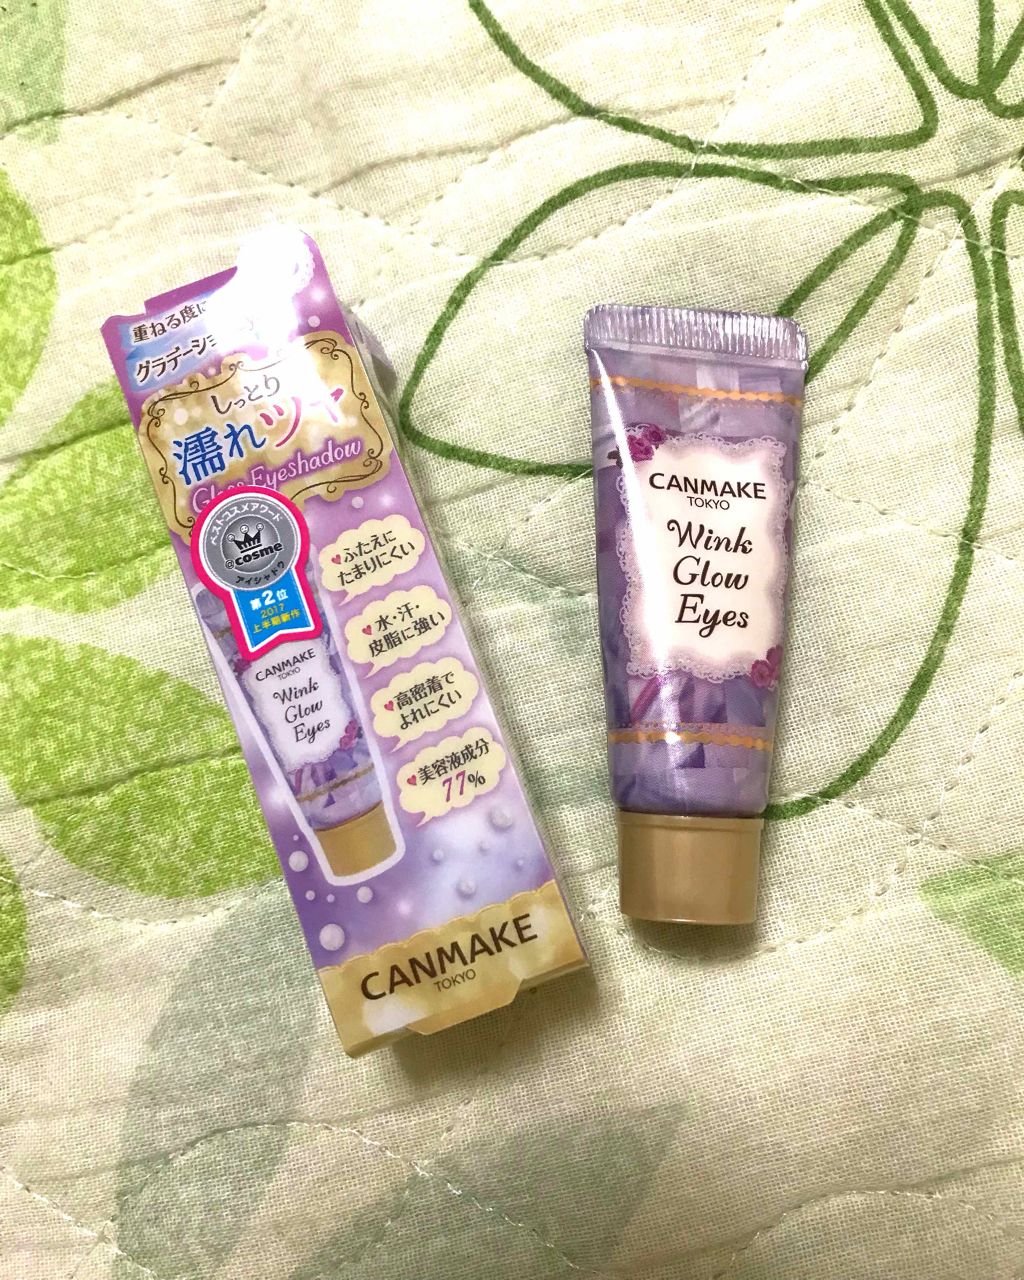 重ねる度に
グラデーショ
しっとり
濡れツヤ
Gloss Eyeshadow
ベストコスメアワード
@cosme
アイシャドウ
第2位
2017
上半期新作
ふたえに
たまりにくい
水・汗・
皮脂に強い
高密着で
よれにくい
美容液成分
77%
CANMAKE
TOKYO
Wink
Glow
Eyes
CANMAKE
TOKYO
CANMAKE
TOKYO
Wink
Glow
Eyes